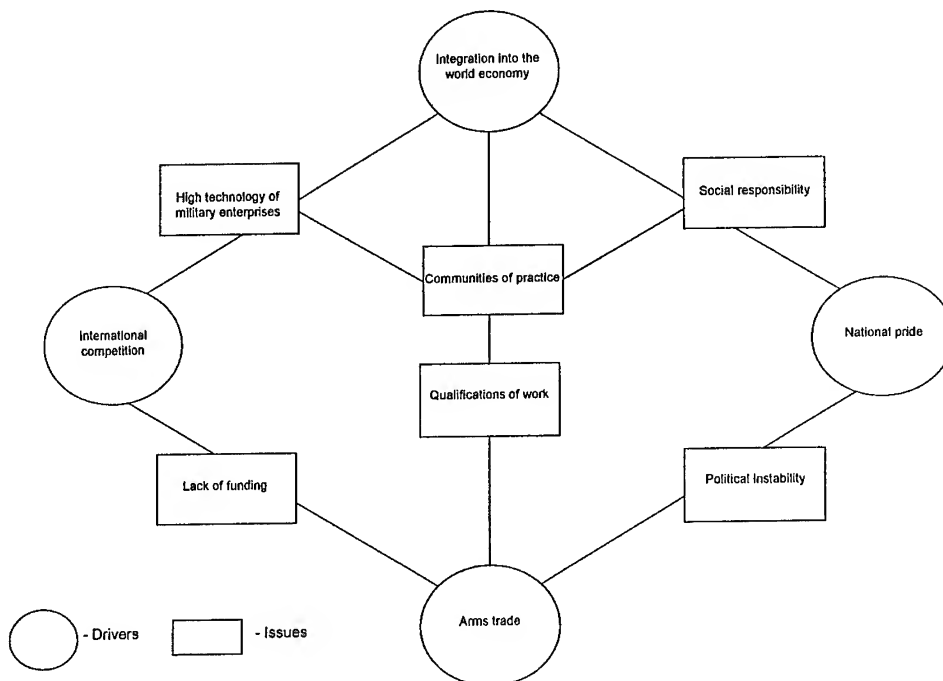 Integration into the
world economy
High technology of
military enterprises
Social responsibility
Communities of practice
International
competition
National pride
Qualifications of work
Lack of funding
Political Instability
Arms trade
- Drivers
- Issues